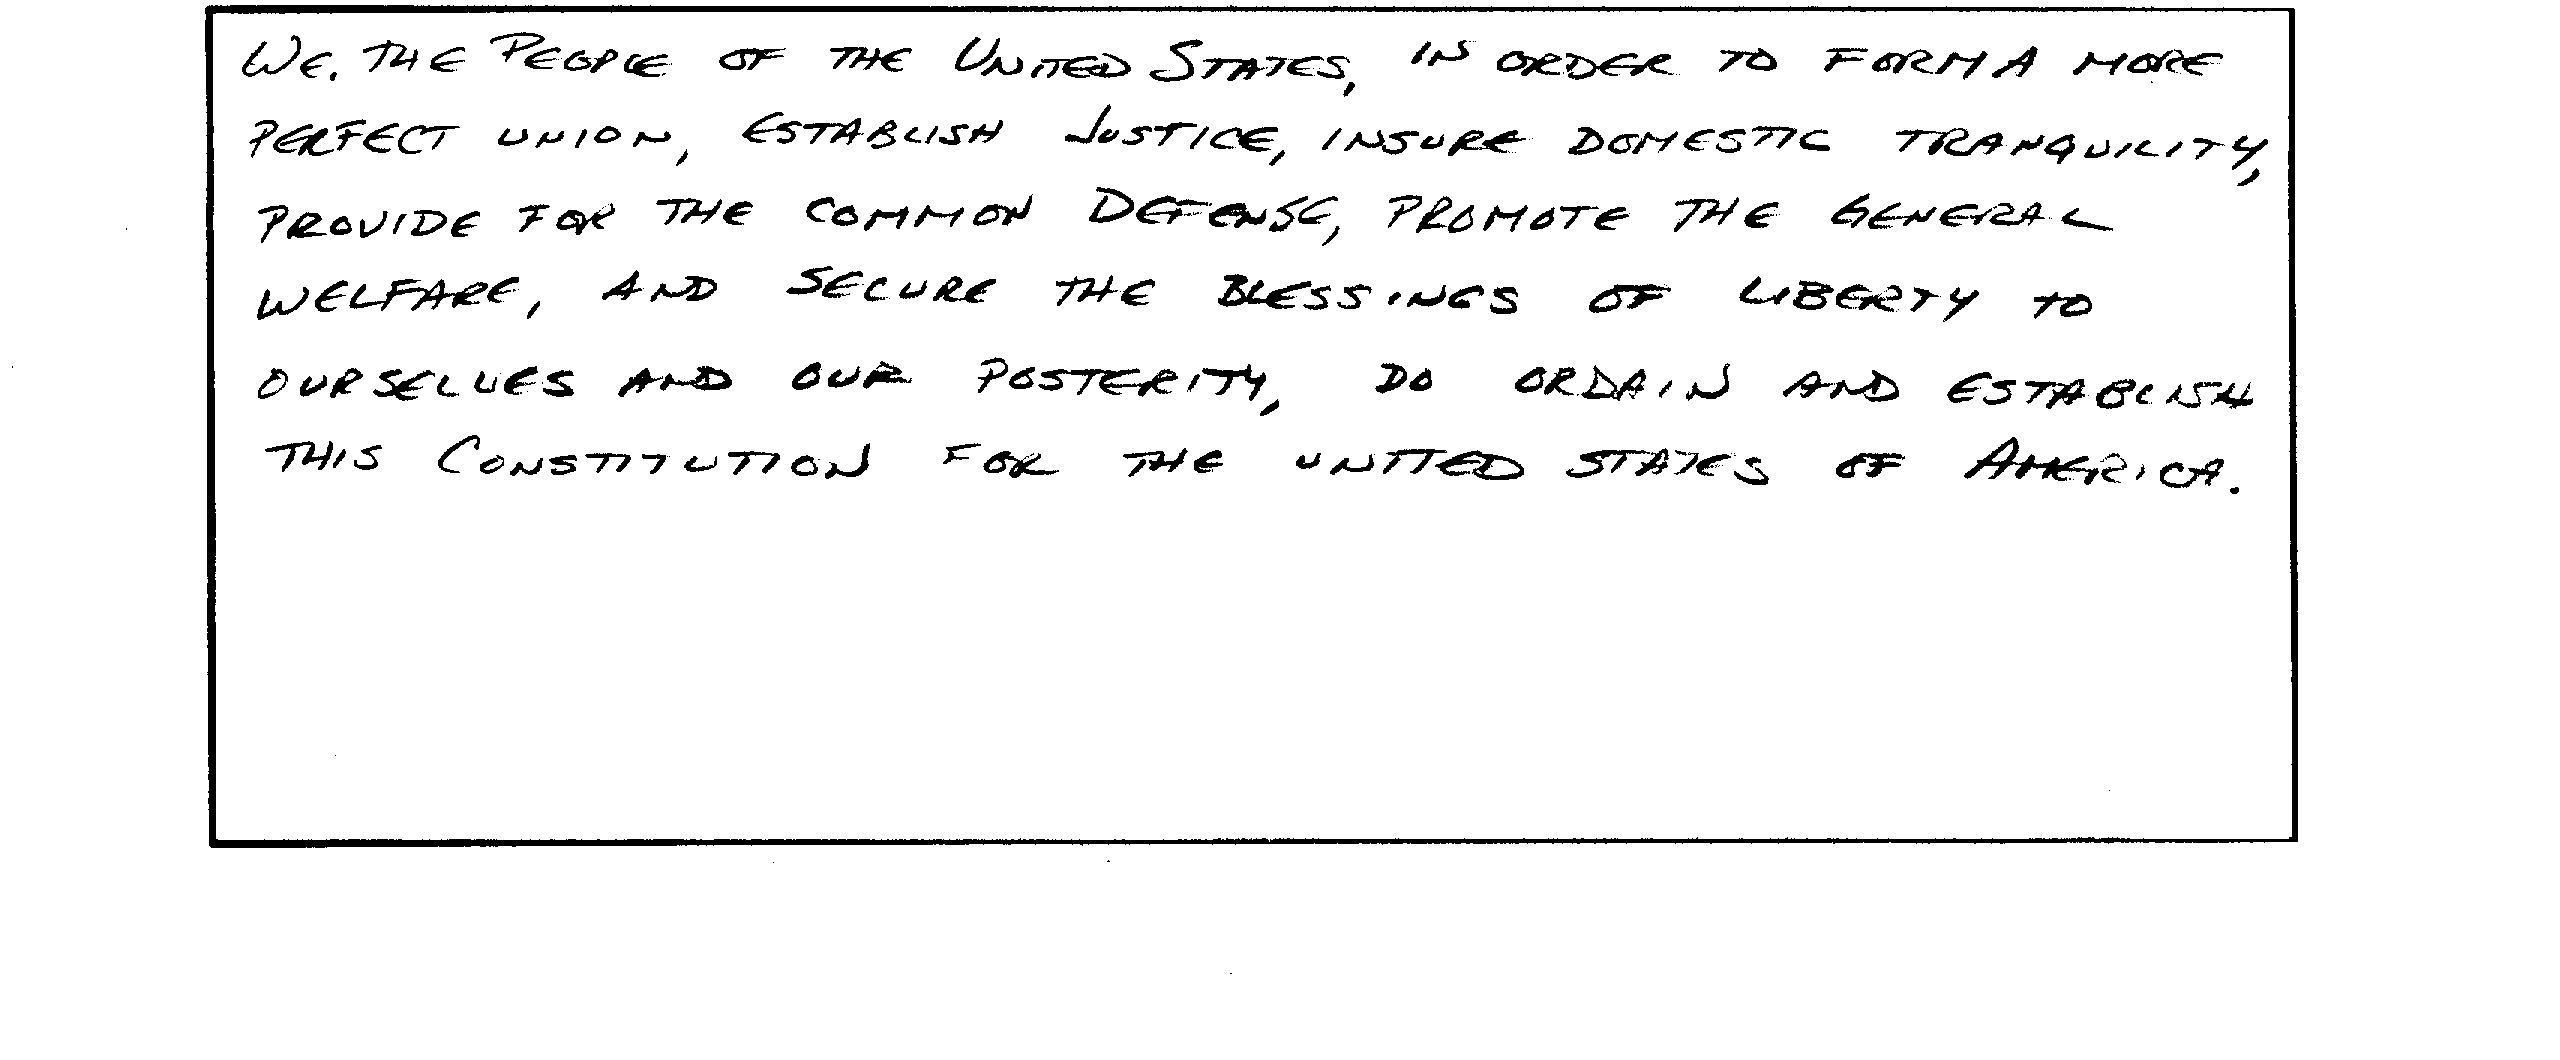 WE, THE PEOPLE OF THE UNITED STATES, IN ORDER TO FORM A MORE
PERFECT UNION, ESTABLISH JUSTICE, INSURE DOMESTIC TRANQUILITY,
PROVIDE FOR THE COMMON DEFENSE, PROMOTE THE GENERAL
WELFARE, AND SECURE THE BLESSINGS OF LIBERTY TO
OURSELVES AND OUR POSTERITY, DO ORDAIN AND ESTABLISH
THIS CONSTITUTION FOR THE UNITED STATES OF AMERICA.